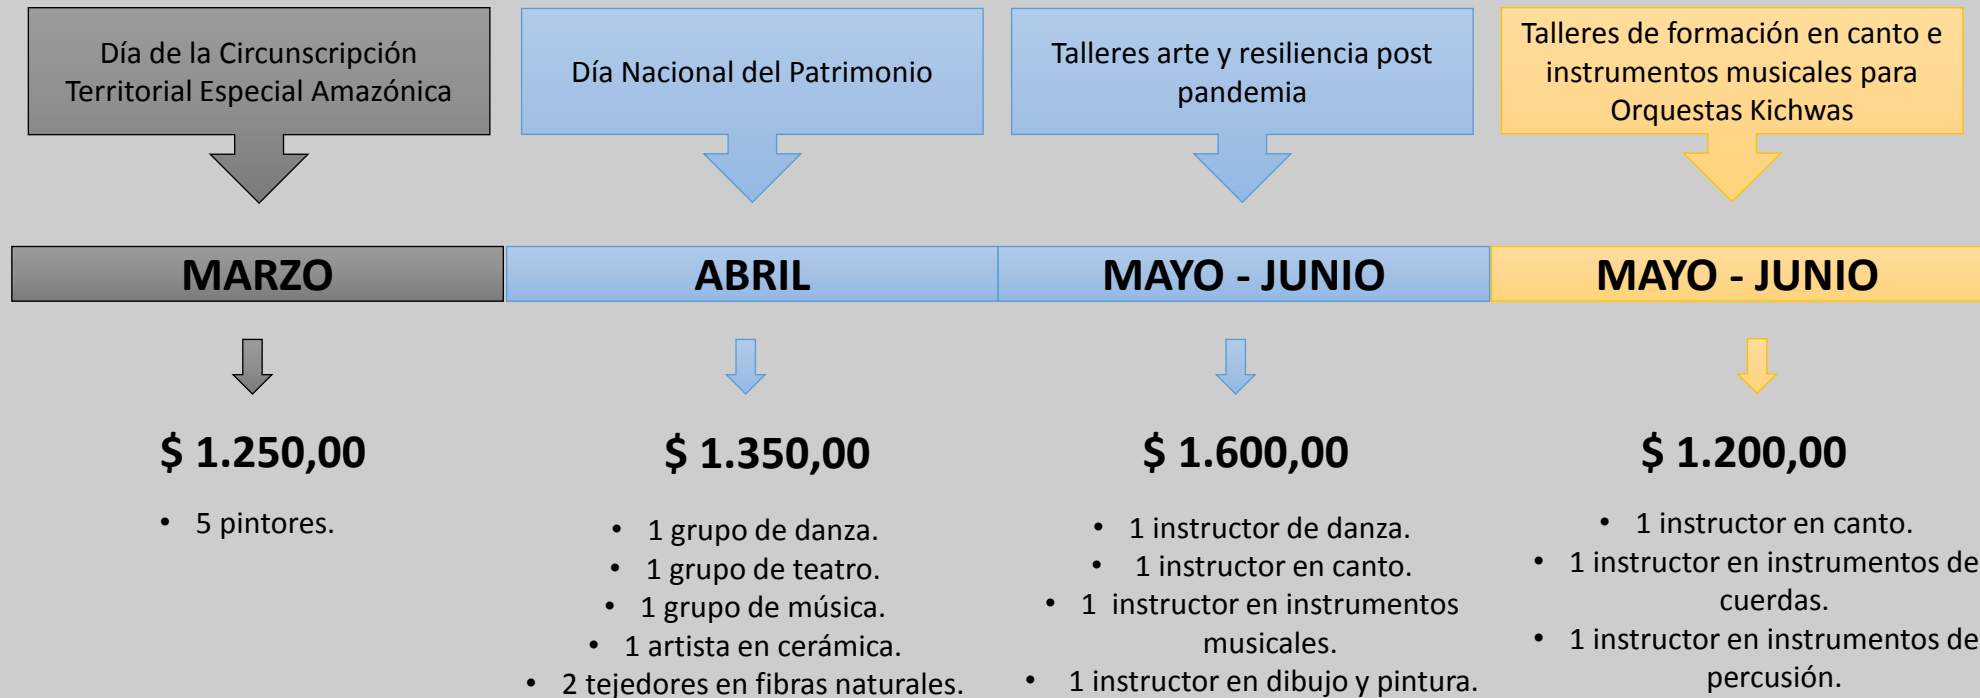 Día de la Circunscripción
Territorial Especial Amazónica
Día Nacional del Patrimonio
Talleres arte y resiliencia post
pandemia
Talleres de formación en canto e
instrumentos musicales para
Orquestas Kichwas
MARZO
ABRIL
MAYO - JUNIO
MAYO - JUNIO
$ 1.250,00
$ 1.350,00
$ 1.600,00
$ 1.200,00
• 5 pintores.
• 1 grupo de danza.
• 1 grupo de teatro.
• 1 grupo de música.
• 1 artista en cerámica.
• 2 tejedores en fibras naturales.
• 1 instructor de danza.
• 1 instructor en canto.
• 1 instructor en instrumentos
musicales.
• 1 instructor en dibujo y pintura.
• 1 instructor en canto.
• 1 instructor en instrumentos de
cuerdas.
• 1 instructor en instrumentos de
percusión.